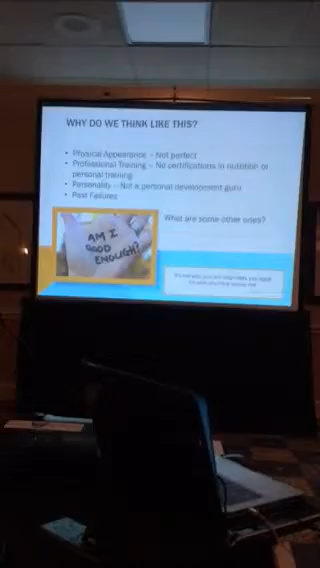 WHY DO WE THINK LIKE THIS?
• Physical Appearance – Not perfect
• Professional Training – No certifications in nutrition or
personal training
• Personality – Not a personal development guru
• Past Failures
What are some other ones?
AM I
GOOD
ENOUGH?